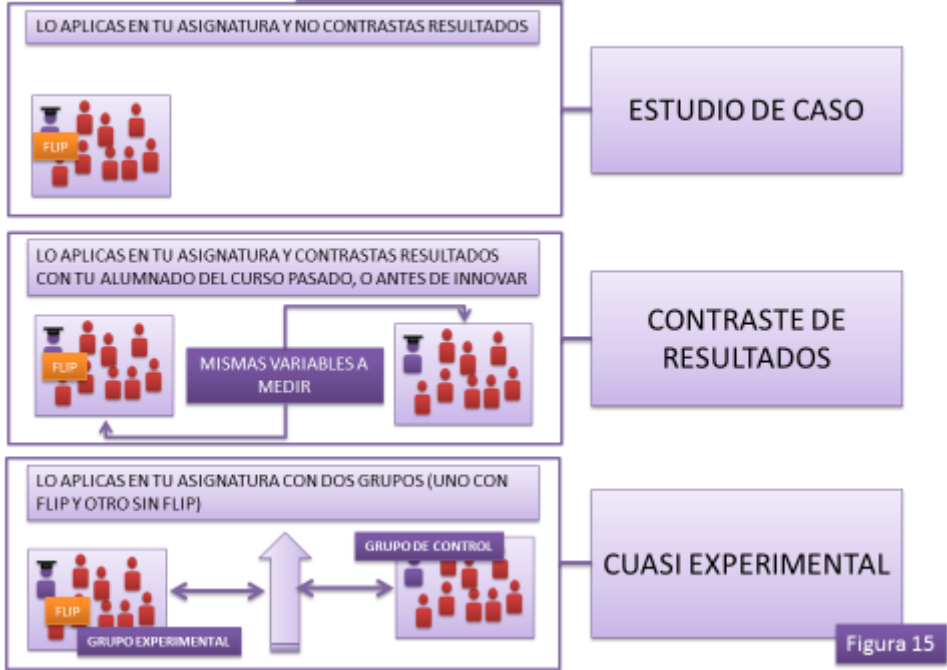 LO APLICAS EN TU ASIGNATURA Y NO CONTRASTAS RESULTADOS
FLIP
ESTUDIO DE CASO
LO APLICAS EN TU ASIGNATURA Y CONTRASTAS RESULTADOS
CON TU ALUMNADO DEL CURSO PASADO, O ANTES DE INNOVAR
FLIP
MISMAS VARIABLES A
MEDIR
CONTRASTE DE
RESULTADOS
LO APLICAS EN TU ASIGNATURA CON DOS GRUPOS (UNO CON
FLIP Y OTRO SIN FLIP)
GRUPO DE CONTROL
FLIP
GRUPO EXPERIMENTAL
CUASI EXPERIMENTAL
Figura 15